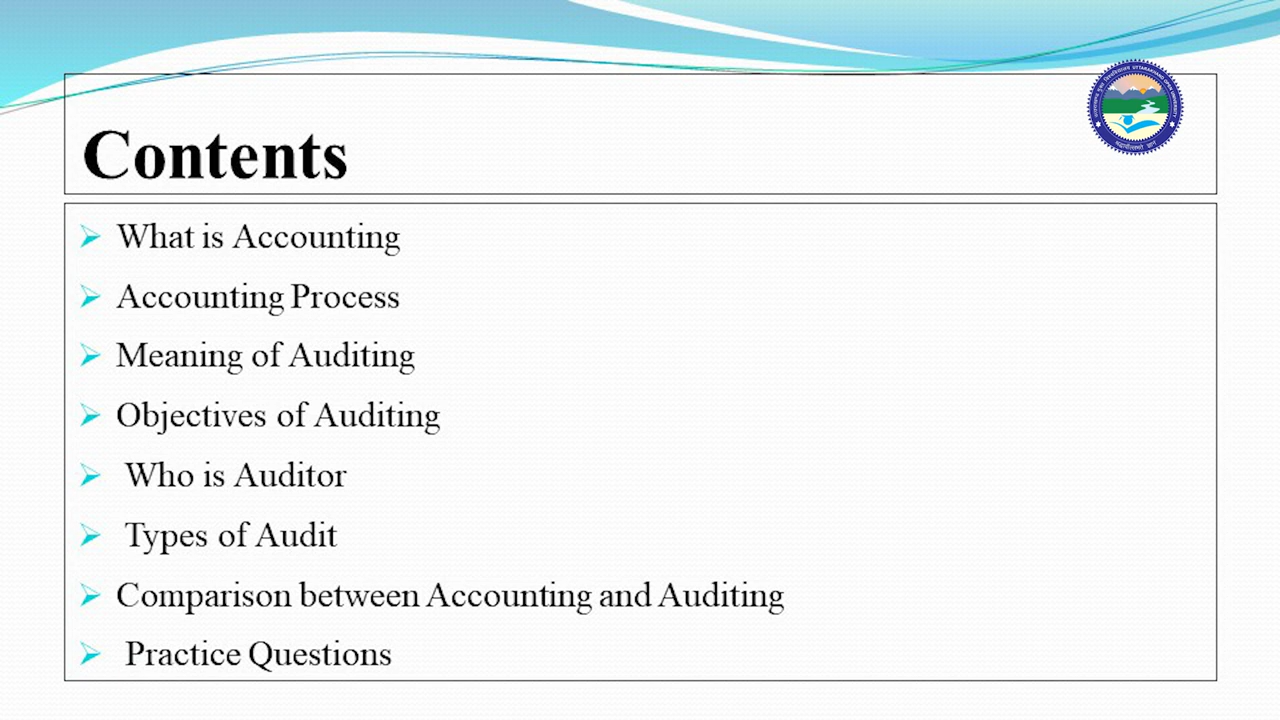 Contents
What is Accounting
Accounting Process
Meaning of Auditing
Objectives of Auditing
Who is Auditor
Types of Audit
Comparison between Accounting and Auditing
Practice Questions